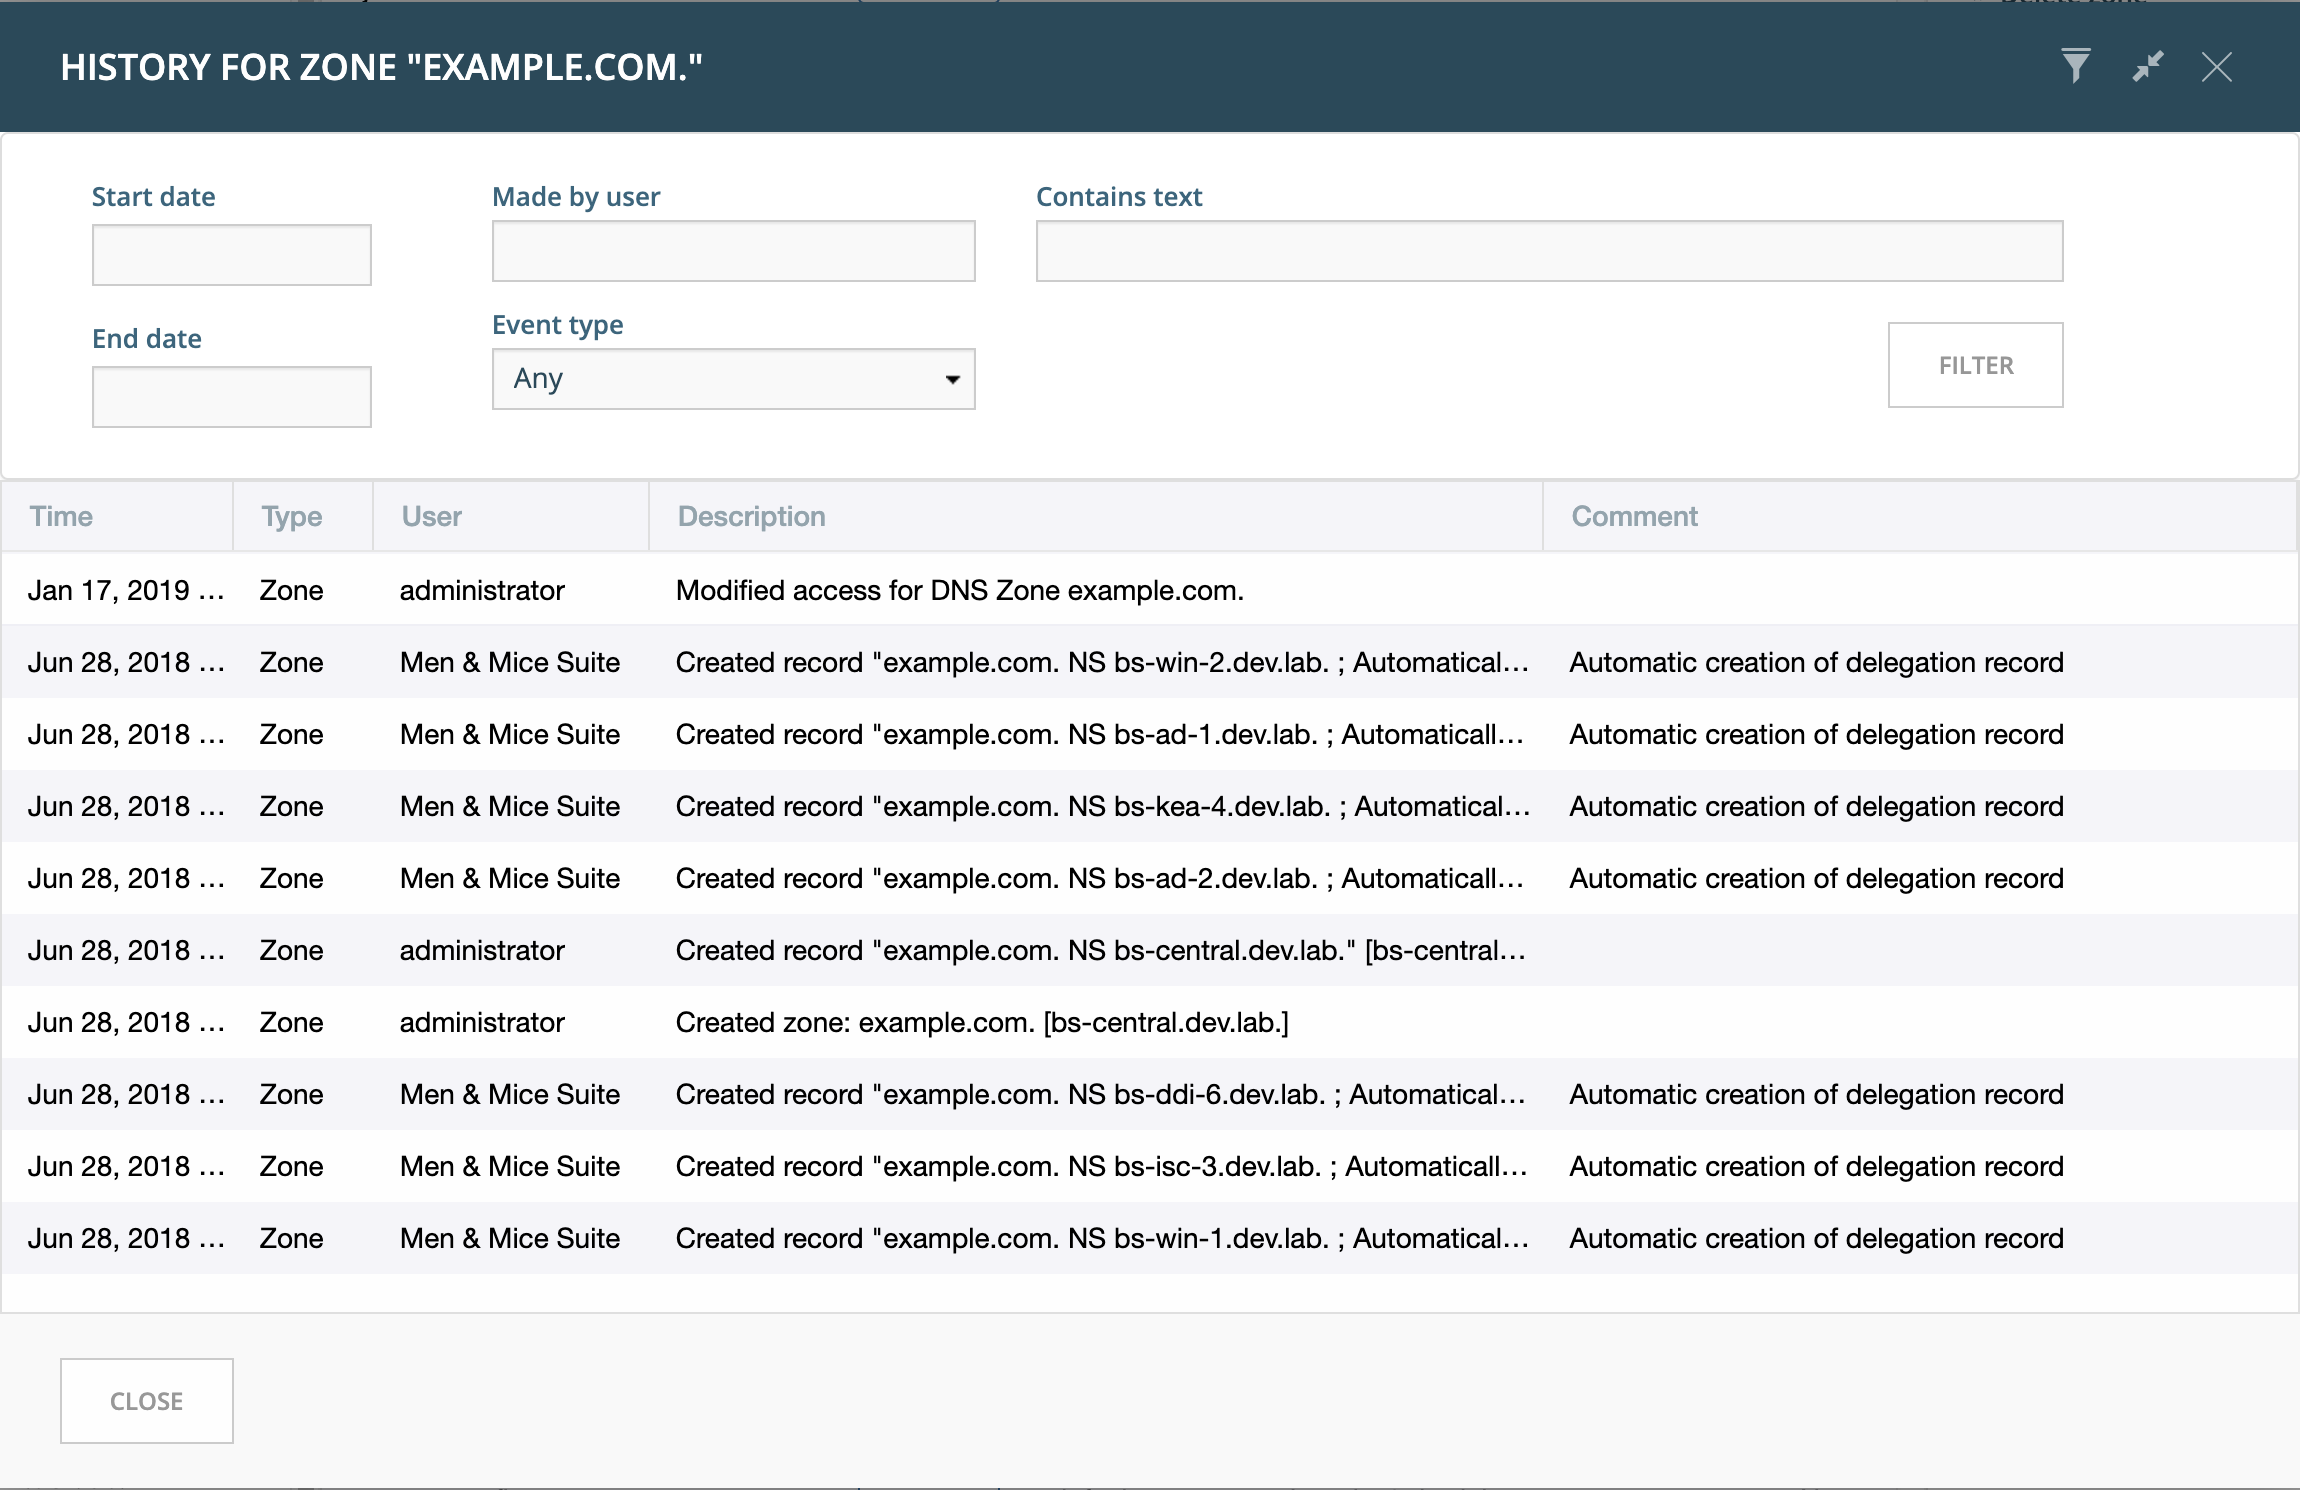 HISTORY FOR ZONE "EXAMPLE.COM."
Start date
Made by user
Contains text
End date
Event type
Any
FILTER
Time Type User Description Comment
Jan 17, 2019 ... Zone administrator Modified access for DNS Zone example.com.
Jun 28, 2018 ... Zone Men & Mice Suite Created record "example.com. NS bs-win-2.dev.lab. ; Automatical... Automatic creation of delegation record
Jun 28, 2018 ... Zone Men & Mice Suite Created record "example.com. NS bs-ad-1.dev.lab. ; Automaticall... Automatic creation of delegation record
Jun 28, 2018 ... Zone Men & Mice Suite Created record "example.com. NS bs-kea-4.dev.lab. ; Automatical... Automatic creation of delegation record
Jun 28, 2018 ... Zone Men & Mice Suite Created record "example.com. NS bs-ad-2.dev.lab. ; Automaticall... Automatic creation of delegation record
Jun 28, 2018 ... Zone administrator Created record "example.com. NS bs-central.dev.lab." [bs-central...
Jun 28, 2018 ... Zone administrator Created zone: example.com. [bs-central.dev.lab.]
Jun 28, 2018 ... Zone Men & Mice Suite Created record "example.com. NS bs-ddi-6.dev.lab. ; Automatical... Automatic creation of delegation record
Jun 28, 2018 ... Zone Men & Mice Suite Created record "example.com. NS bs-isc-3.dev.lab. ; Automaticall... Automatic creation of delegation record
Jun 28, 2018 ... Zone Men & Mice Suite Created record "example.com. NS bs-win-1.dev.lab. ; Automatical... Automatic creation of delegation record
CLOSE